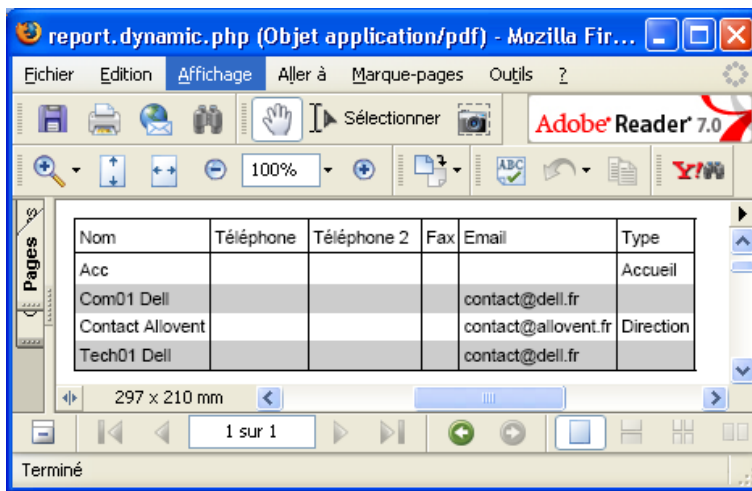 report.dynamic.php (Objet application/pdf) - Mozilla Fir...
Fichier Edition Affichage Aller à Marque-pages Outils ?
Sélectionner Adobe Reader 7.0
100% ABC Y!
Pages
Nom Téléphone Téléphone 2 Fax Email Type
Acc Accueil
Com01 Dell contact@dell.fr
Contact Allovent contact@allovent.fr Direction
Tech01 Dell contact@dell.fr
297 x 210 mm
1 sur 1
Terminé